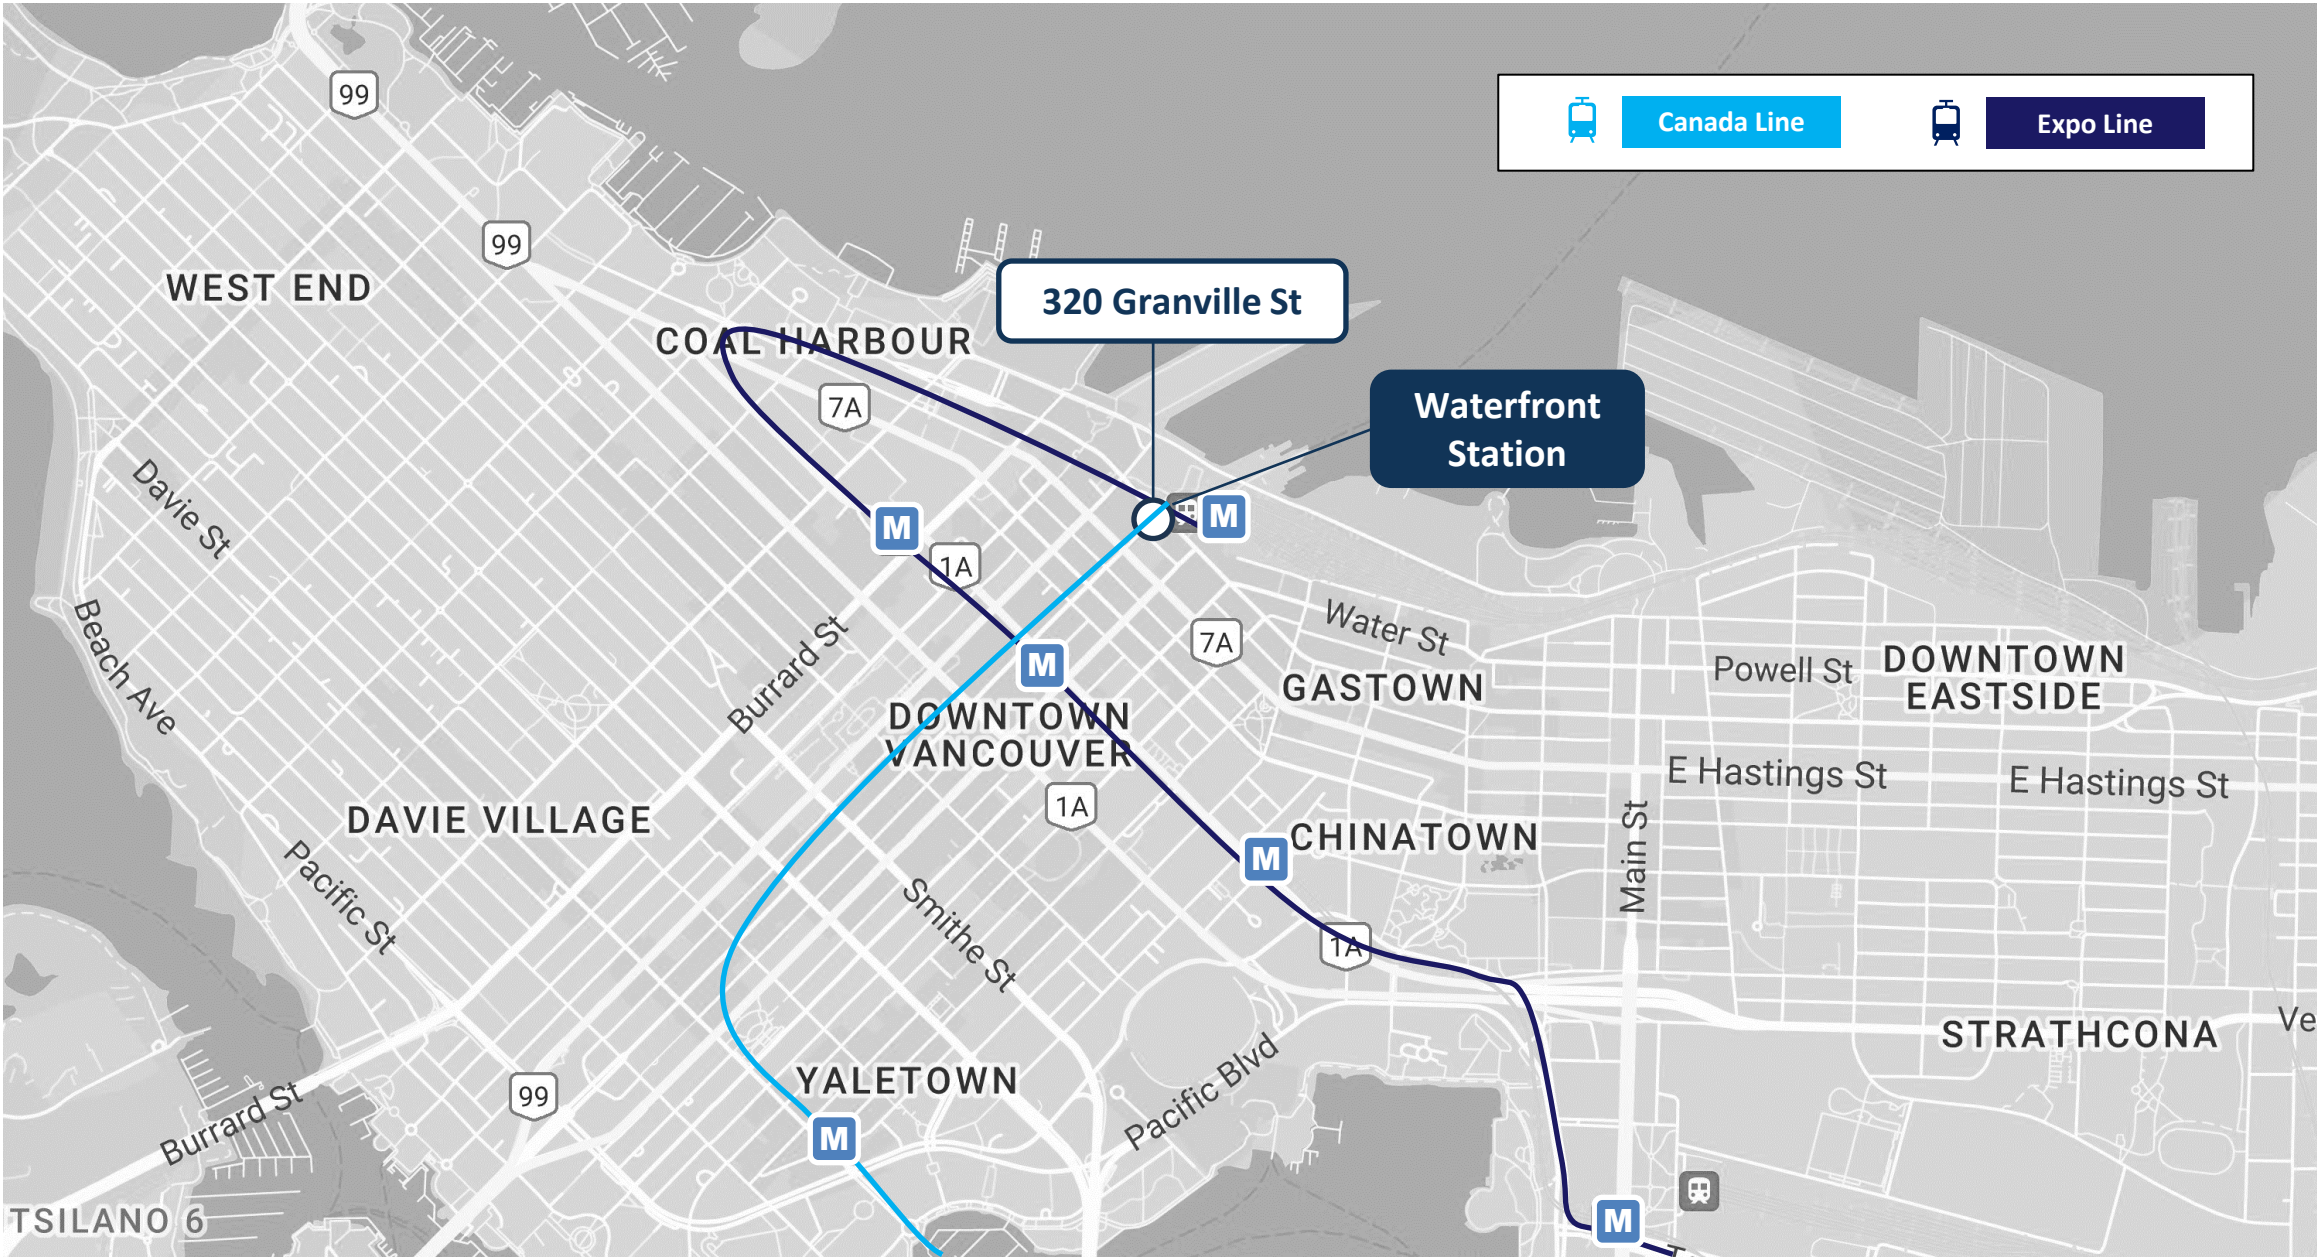 99
Canada Line
Expo Line
99
WEST END
320 Granville St
COAL HARBOUR
7A
Waterfront
Station
Davie St
M
M
1A
Beach Ave
Burrard St
Water St
7A
M
GASTOWN
Powell St
DOWNTOWN
EASTSIDE
DOWNTOWN
VANCOUVER
E Hastings St
E Hastings St
DAVIE VILLAGE
1A
CHINATOWN
M
Main St
Pacific St
Smithe St
1A
STRATHCONA
Ve
YALETOWN
Pacific Blvd
99
Burrard St
M
TSILANO 6
M